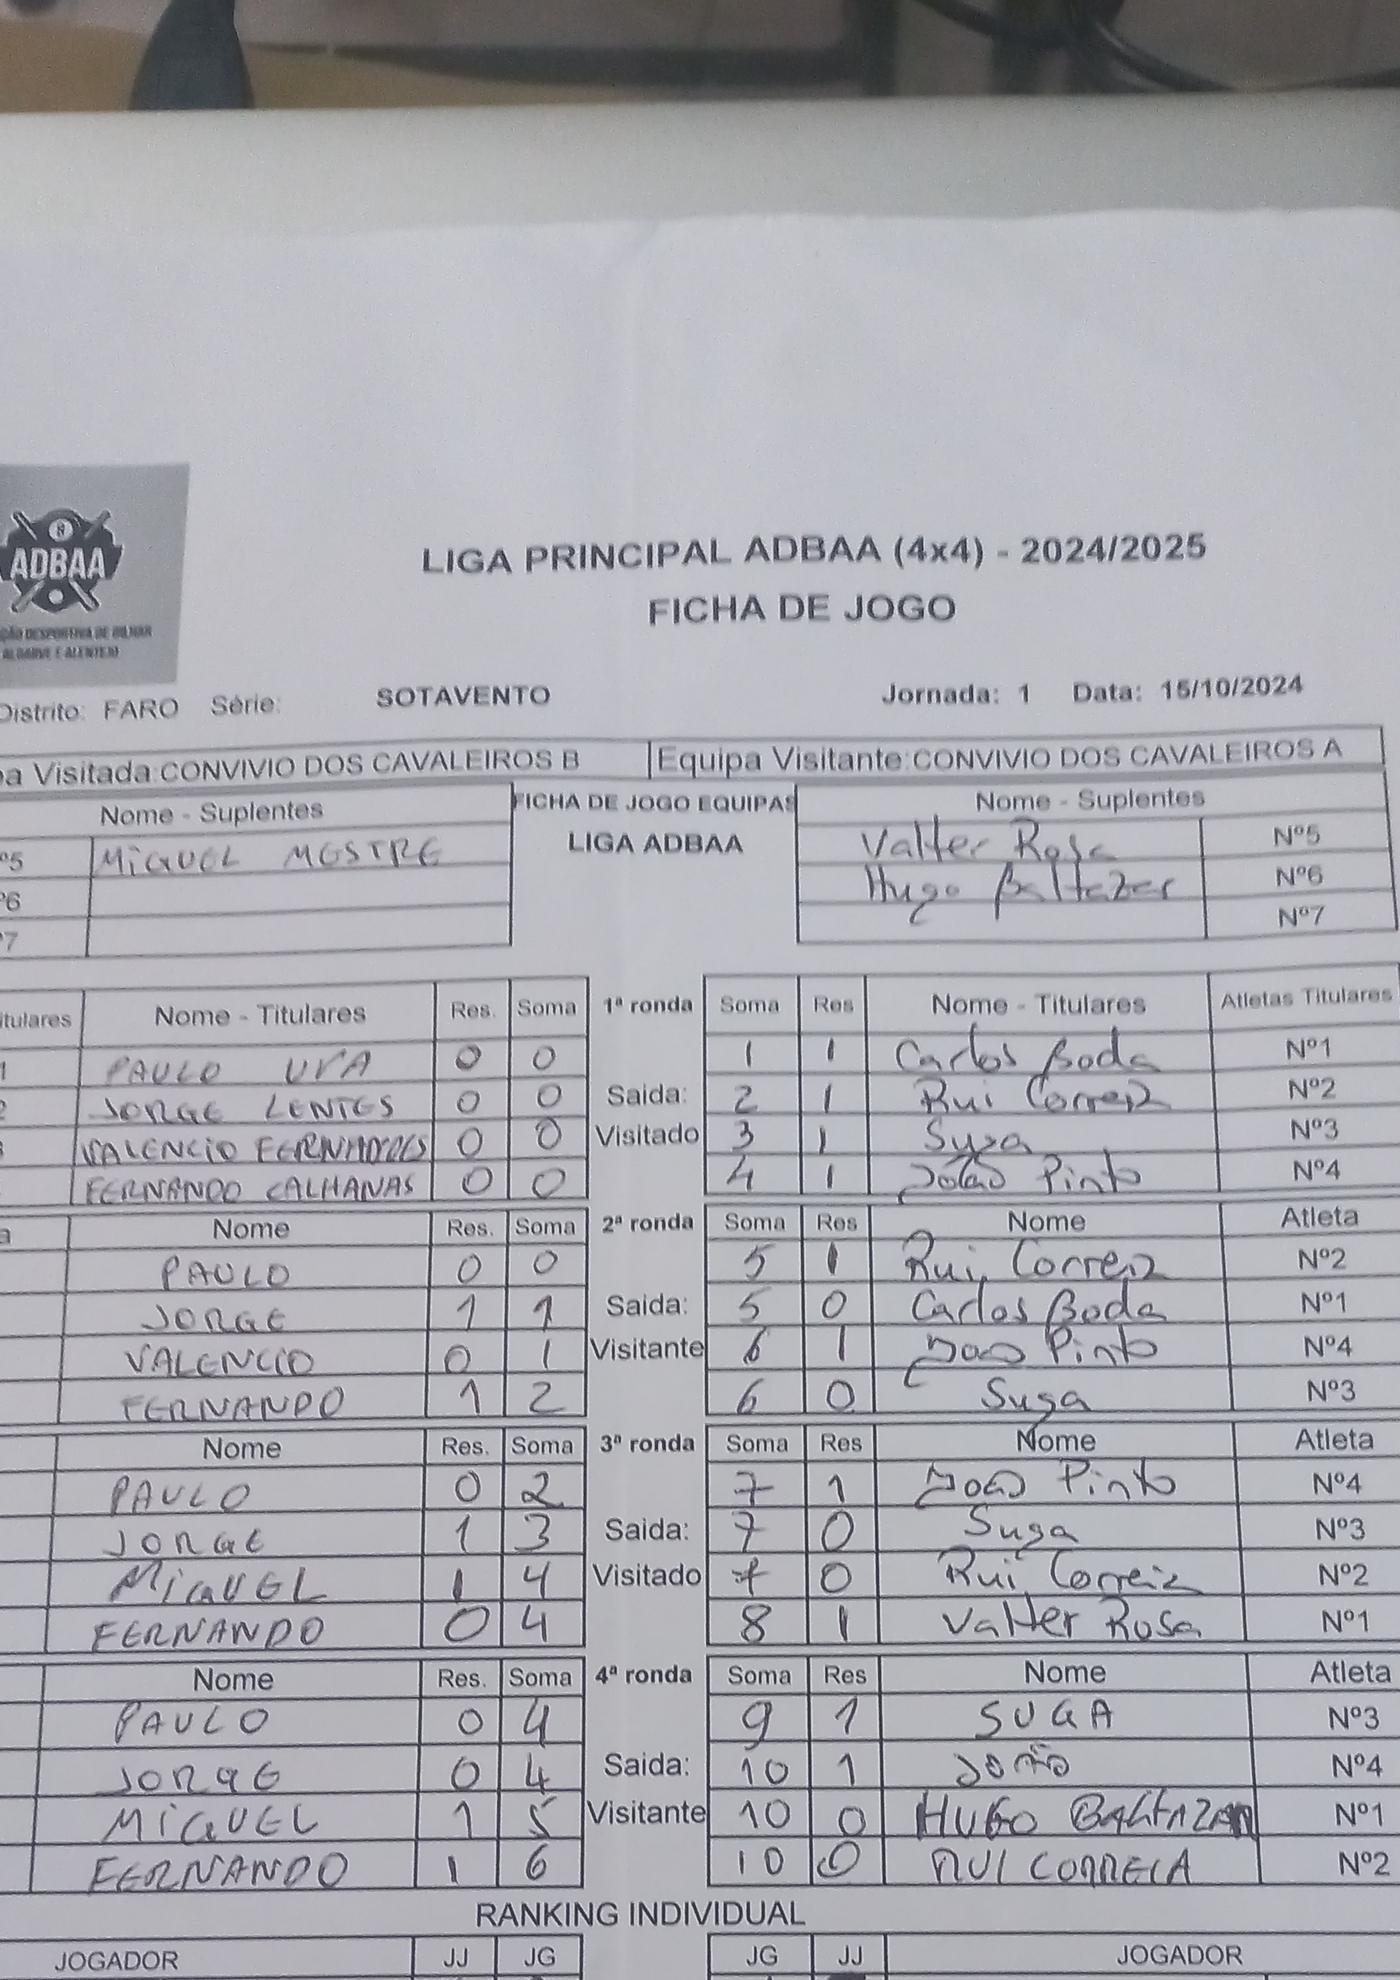 8
ADBAA
ÇÃO DESPORTIVA DE BILHAR
ALGARVE E ALENTEJO
LIGA PRINCIPAL ADBAA (4x4) - 2024/2025
FICHA DE JOGO
Distrito: FARO Série: SOTAVENTO Jornada: 1 Data: 15/10/2024
pa Visitada:CONVIVIO DOS CAVALEIROS B Equipa Visitante:CONVIVIO DOS CAVALEIROS A
Nome - Suplentes FICHA DE JOGO EQUIPAS Nome - Suplentes
º5 MIGUEL MESTRE LIGA ADBAA Valter Rosa Nº5
º6 Hugo Baltazar Nº6
º7 Nº7
itulares Nome - Titulares Res. Soma 1ª ronda Soma Res Nome - Titulares Atletas Titulares
1 PAULO UVA 0 0 1 1 Carlos Boda Nº1
2 JORGE LENTES 0 0 Saida: 2 1 Rui Correia Nº2
VALENCIO FERNANDES 0 0 Visitado 3 1 Suga Nº3
FERNANDO CALHANAS 0 0 4 1 João Pinto Nº4
a Nome Res. Soma 2ª ronda Soma Res Nome Atleta
PAULO 0 0 5 1 Rui Correia Nº2
JORGE 1 1 Saida: 5 0 Carlos Boda Nº1
VALENCIO 0 1 Visitante 6 1 João Pinto Nº4
FERNANDO 1 2 6 0 Suga Nº3
Nome Res. Soma 3ª ronda Soma Res Nome Atleta
PAULO 0 2 7 1 João Pinto Nº4
JORGE 1 3 Saida: 7 0 Suga Nº3
MIGUEL 1 4 Visitado 7 0 Rui Correia Nº2
FERNANDO 0 4 8 1 Valter Rosa Nº1
Nome Res. Soma 4ª ronda Soma Res Nome Atleta
PAULO 0 4 9 1 SUGA Nº3
JORGE 0 4 Saida: 10 1 João Nº4
MIGUEL 1 5 Visitante 10 0 HUGO BALTAZAR Nº1
FERNANDO 1 6 10 0 RUI CORREIA Nº2
RANKING INDIVIDUAL
JOGADOR JJ JG JG JJ JOGADOR